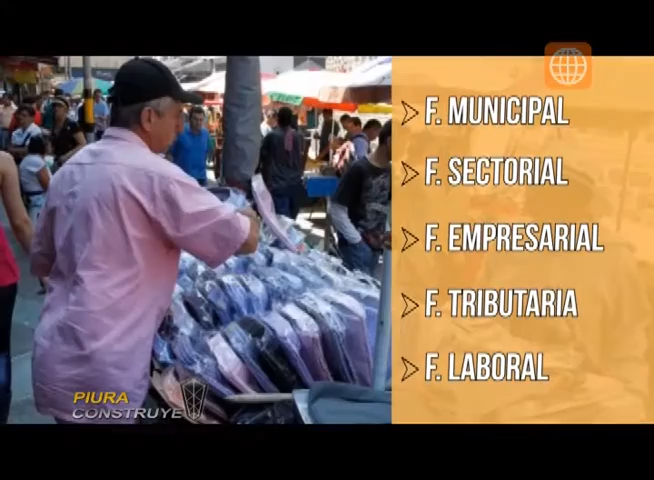 F. MUNICIPAL
F. SECTORIAL
F. EMPRESARIAL
F. TRIBUTARIA
F. LABORAL
PIURA
CONSTRUYE